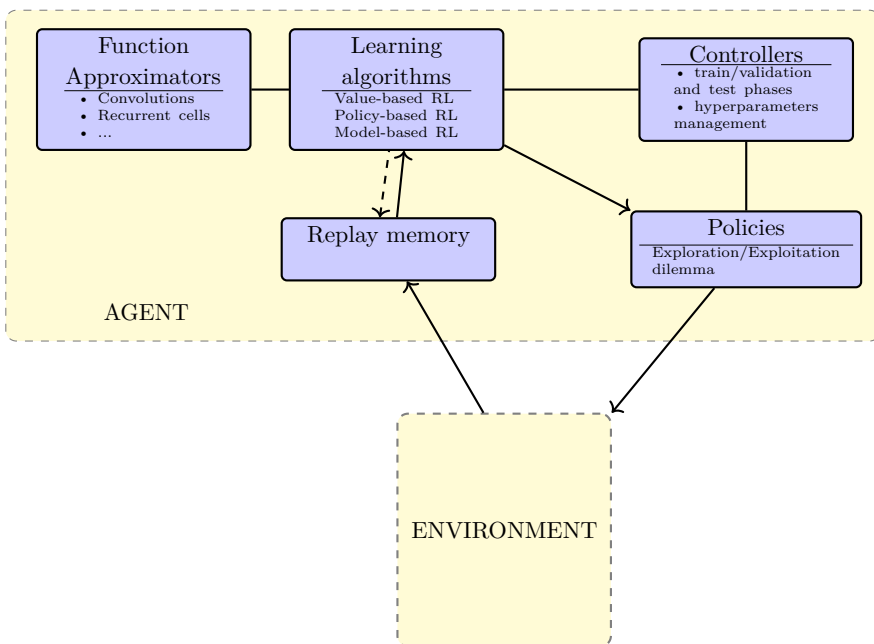 Function
Approximators
• Convolutions
• Recurrent cells
• ...
Learning
algorithms
Value-based RL
Policy-based RL
Model-based RL
Controllers
• train/validation
and test phases
• hyperparameters
management
Replay memory
Policies
Exploration/Exploitation
dilemma
AGENT
ENVIRONMENT